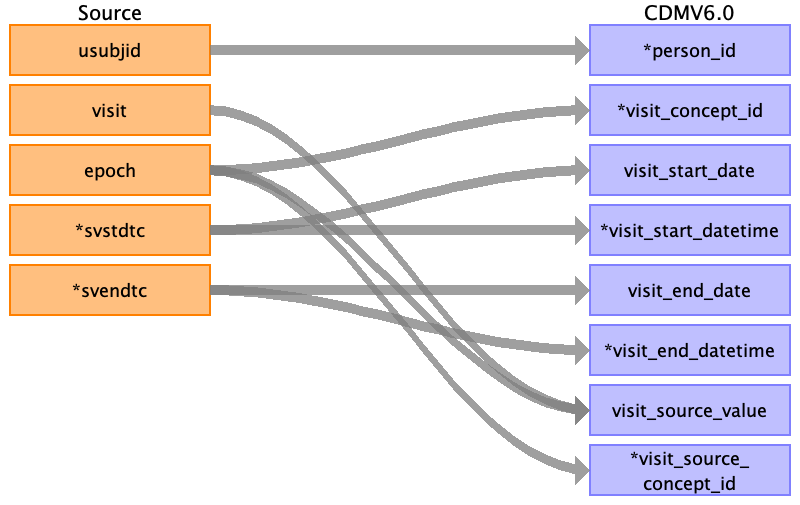 Source
CDMV6.0
usubjid
*person_id
visit
*visit_concept_id
epoch
visit_start_date
*svstdtc
*visit_start_datetime
*svendtc
visit_end_date
*visit_end_datetime
visit_source_value
*visit_source_
concept_id